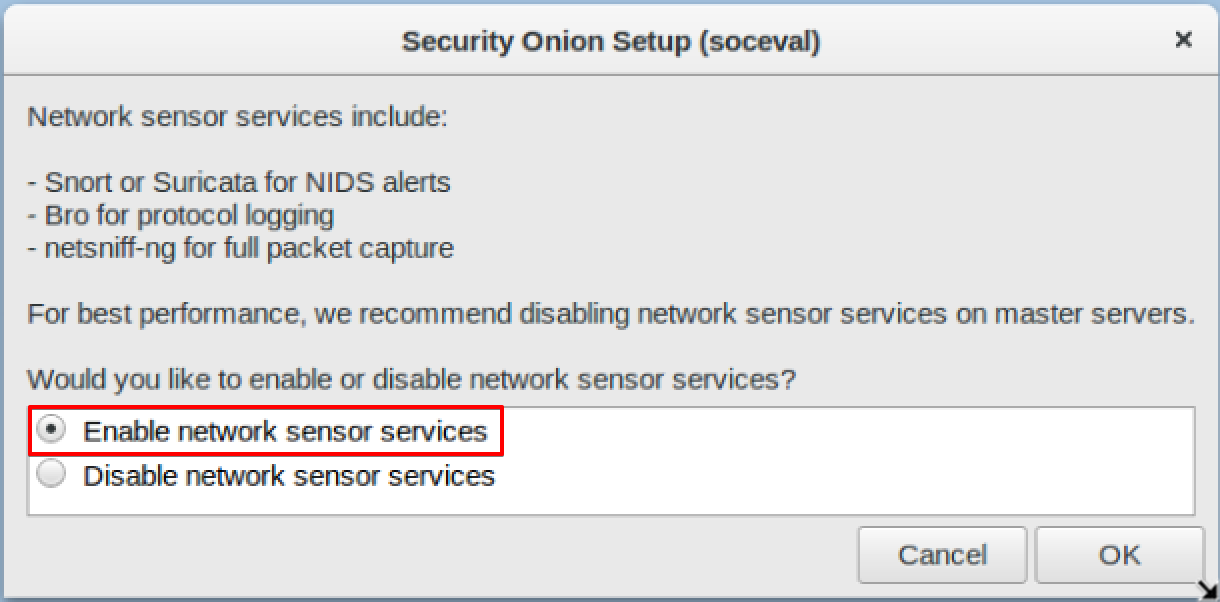 Security Onion Setup (soceval)
Network sensor services include:
- Snort or Suricata for NIDS alerts
- Bro for protocol logging
- netsniff-ng for full packet capture
For best performance, we recommend disabling network sensor services on master servers.
Would you like to enable or disable network sensor services?
Enable network sensor services
Disable network sensor services
Cancel OK